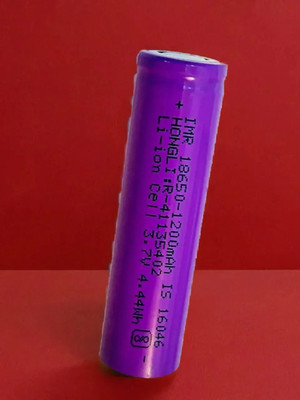 +
IMR 18650-1200mAh IS 16046
HONGLI:R-41135402
Li-ion Cell 3.7V 4.44Wh
-